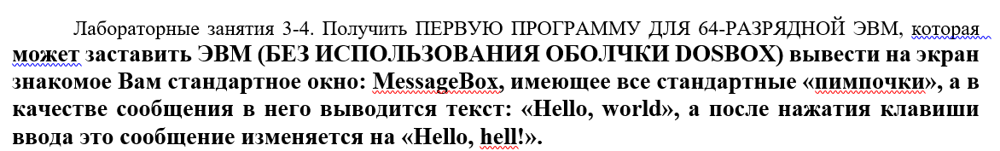 Лабораторные занятия 3-4. Получить ПЕРВУЮ ПРОГРАММУ ДЛЯ 64-РАЗРЯДНОЙ ЭВМ, которая
может заставить ЭВМ (БЕЗ ИСПОЛЬЗОВАНИЯ ОБОЛЧКИ DOSBOX) вывести на экран
знакомое Вам стандартное окно: MessageBox, имеющее все стандартные «пимпочки», а в
качестве сообщения в него выводится текст: «Hello, world», а после нажатия клавиши
ввода это сообщение изменяется на «Hello, hell!».